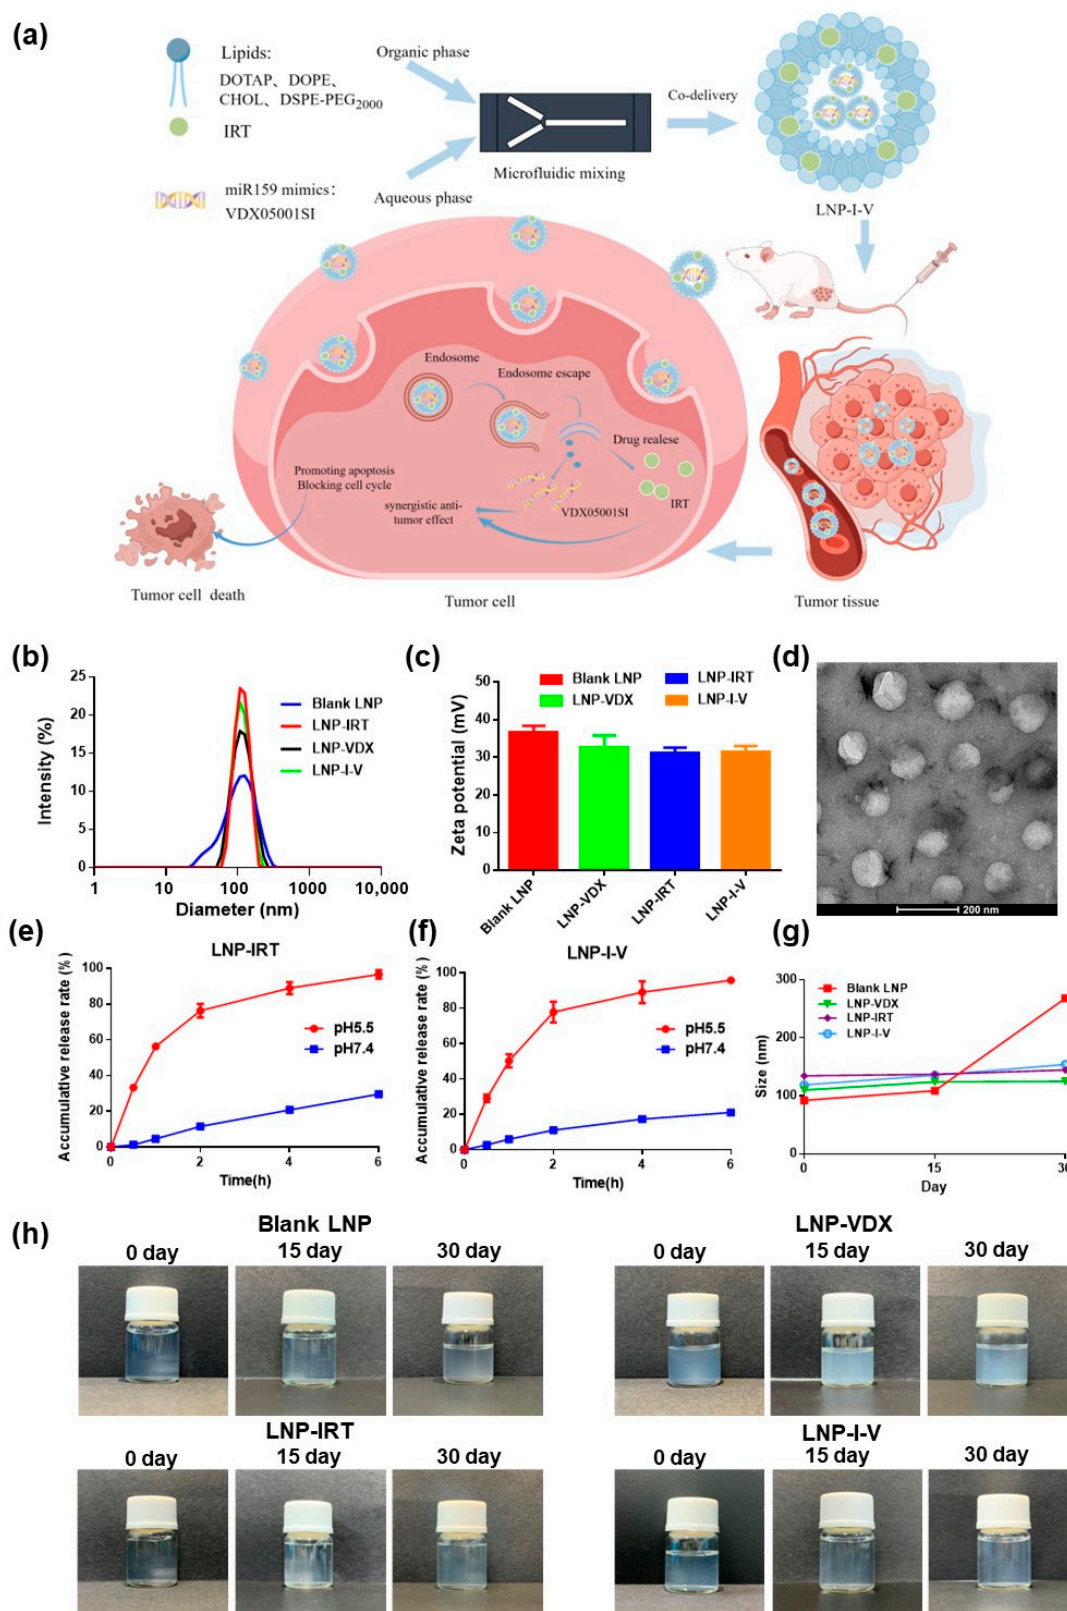 (a)
Lipids:
DOTAP、DOPE、
CHOL、DSPE-PEG2000
IRT
miR159 mimics：
VDX05001SI
Organic phase
Aqueous phase
Microfluidic mixing
Co-delivery
LNP-I-V
Endosome
Endosome escape
Drug realese
IRT
VDX05001SI
synergistic anti-
tumor effect
Promoting apoptosis
Blocking cell cycle
Tumor cell death
Tumor cell
Tumor tissue
(b)
Intensity (%)
25
20
15
10
5
0
1 10 100 1000 10,000
Diameter (nm)
Blank LNP
LNP-IRT
LNP-VDX
LNP-I-V
(c)
Zeta potential (mV)
50
40
30
20
10
0
Blank LNP LNP-IRT
LNP-VDX LNP-I-V
Blank LNP LNP-VDX LNP-IRT LNP-I-V
(d)
200 nm
(e)
LNP-IRT
Accumulative release rate (%)
100
80
60
40
20
0
0 2 4 6
Time(h)
pH5.5
pH7.4
(f)
LNP-I-V
Accumulative release rate (%)
100
80
60
40
20
0
0 2 4 6
Time(h)
pH5.5
pH7.4
(g)
Size (nm)
300
200
100
0
0 15 30
Day
Blank LNP
LNP-VDX
LNP-IRT
LNP-I-V
(h)
Blank LNP
0 day 15 day 30 day
LNP-VDX
0 day 15 day 30 day
LNP-IRT
0 day 15 day 30 day
LNP-I-V
0 day 15 day 30 day